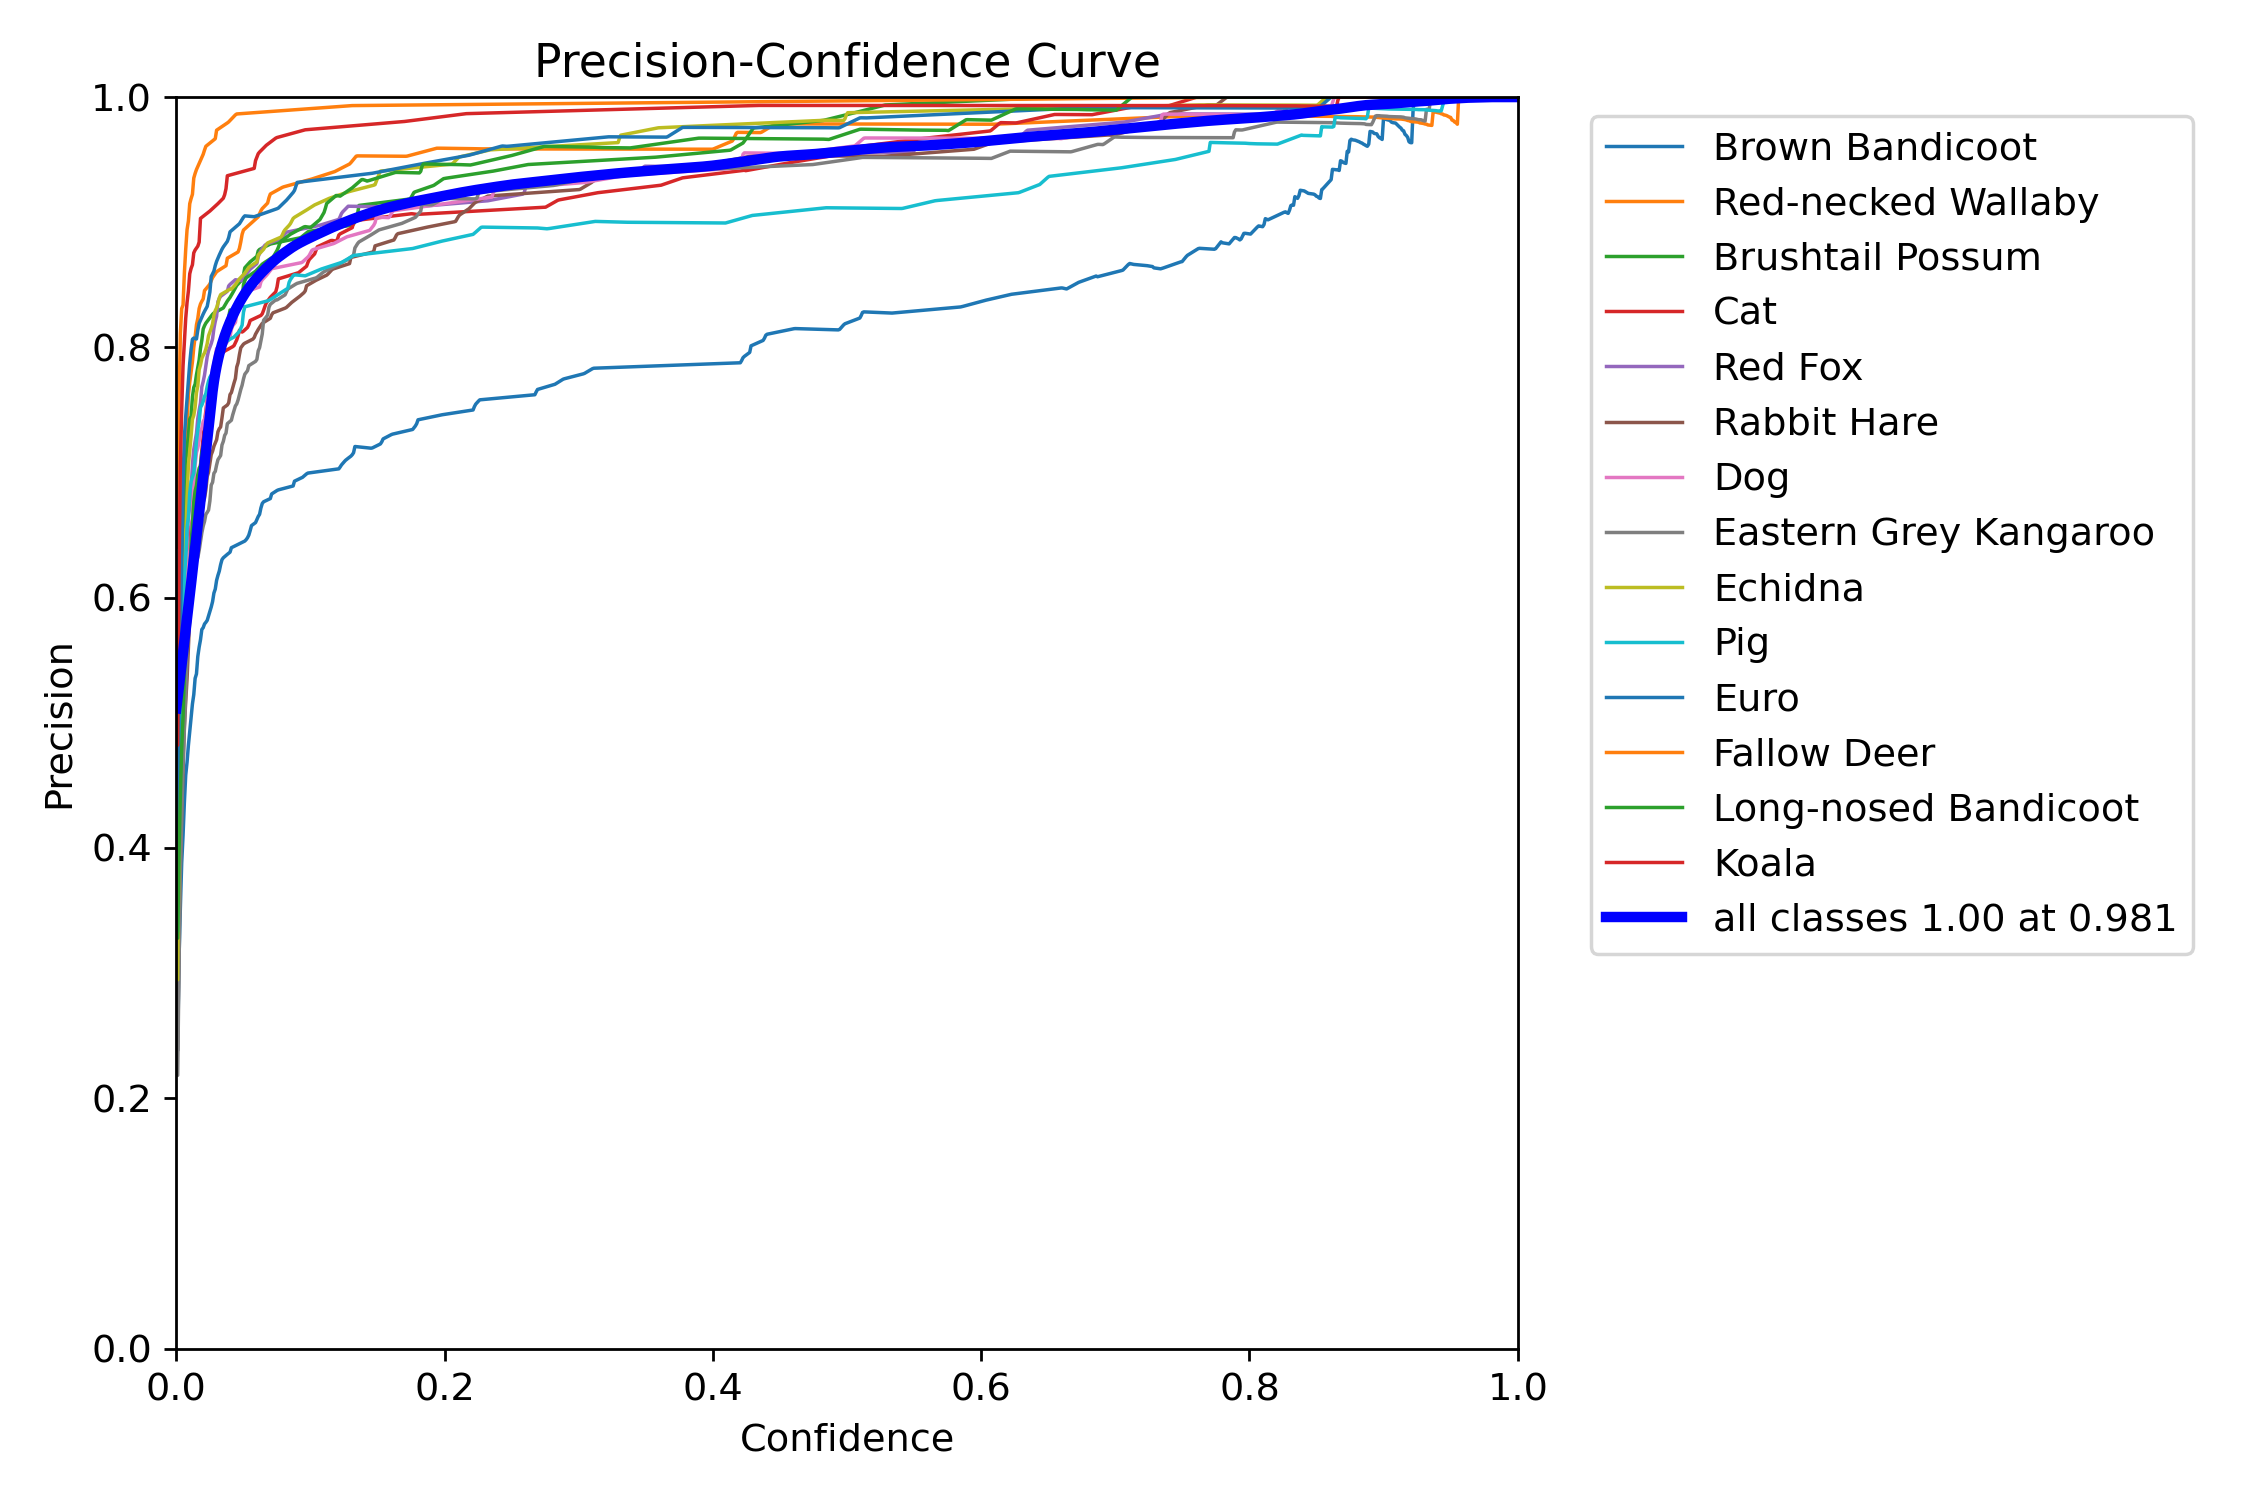 Precision-Confidence Curve
1.0
0.8
0.6
0.4
0.2
0.0
Precision
0.0 0.2 0.4 0.6 0.8 1.0
Confidence
Brown Bandicoot
Red-necked Wallaby
Brushtail Possum
Cat
Red Fox
Rabbit Hare
Dog
Eastern Grey Kangaroo
Echidna
Pig
Euro
Fallow Deer
Long-nosed Bandicoot
Koala
all classes 1.00 at 0.981